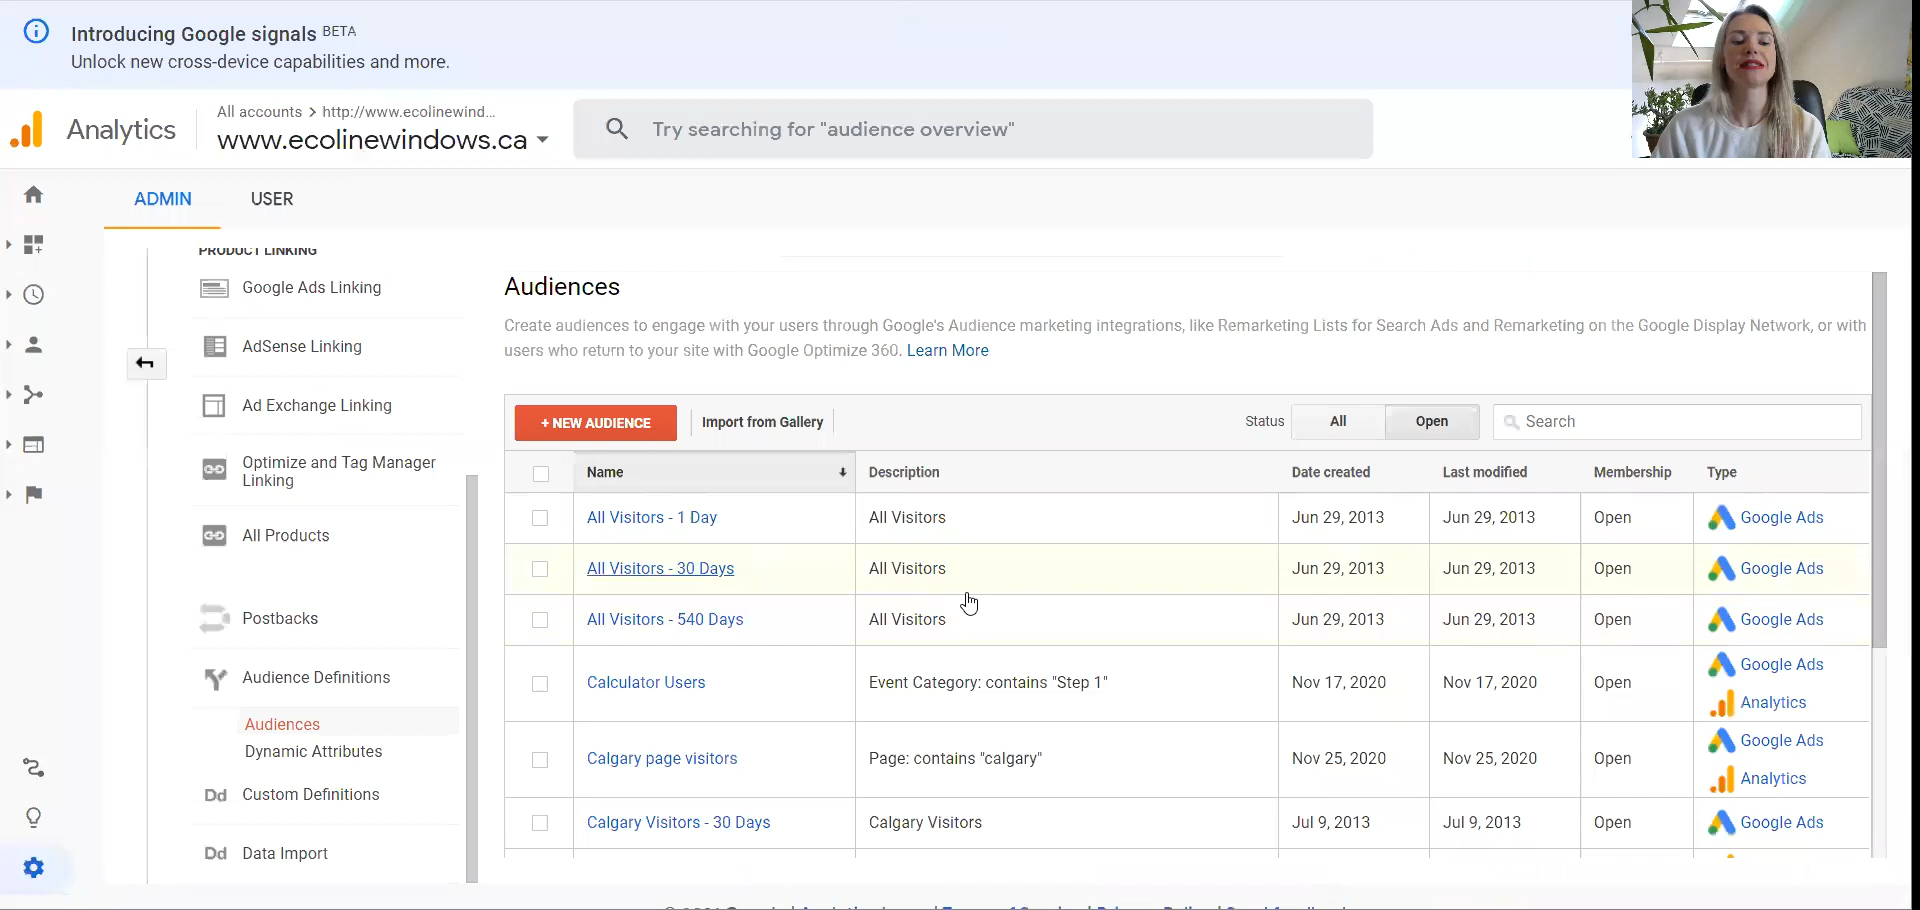 Introducing Google signals BETA
Unlock new cross-device capabilities and more.
Analytics
All accounts > http://www.ecolinewind...
www.ecolinewindows.ca
Try searching for "audience overview"
ADMIN USER
PRODUCT LINKING
Google Ads Linking
AdSense Linking
Ad Exchange Linking
Optimize and Tag Manager
Linking
All Products
Postbacks
Audience Definitions
Audiences
Dynamic Attributes
Dd Custom Definitions
Dd Data Import
Audiences
Create audiences to engage with your users through Google's Audience marketing integrations, like Remarketing Lists for Search Ads and Remarketing on the Google Display Network, or with
users who return to your site with Google Optimize 360. Learn More
+ NEW AUDIENCE Import from Gallery Status All Open Search
Name Description Date created Last modified Membership Type
All Visitors - 1 Day All Visitors Jun 29, 2013 Jun 29, 2013 Open Google Ads
All Visitors - 30 Days All Visitors Jun 29, 2013 Jun 29, 2013 Open Google Ads
All Visitors - 540 Days All Visitors Jun 29, 2013 Jun 29, 2013 Open Google Ads
Calculator Users Event Category: contains "Step 1" Nov 17, 2020 Nov 17, 2020 Open Google Ads
Analytics
Calgary page visitors Page: contains "calgary" Nov 25, 2020 Nov 25, 2020 Open Google Ads
Analytics
Calgary Visitors - 30 Days Calgary Visitors Jul 9, 2013 Jul 9, 2013 Open Google Ads